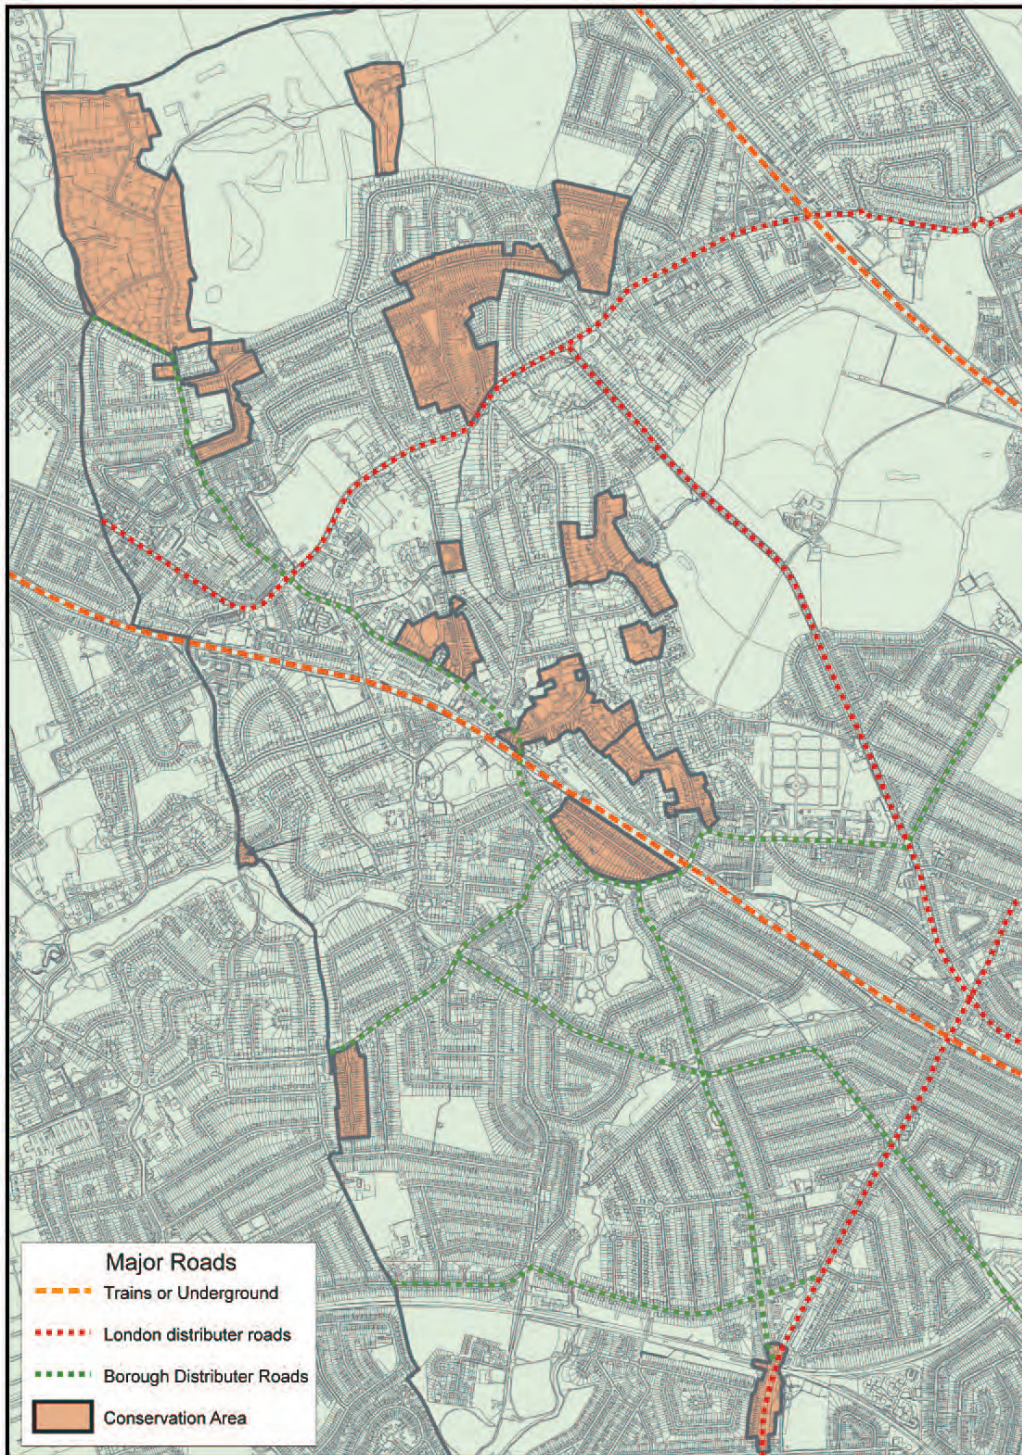 Major Roads
Trains or Underground
London distributer roads
Borough Distributer Roads
Conservation Area